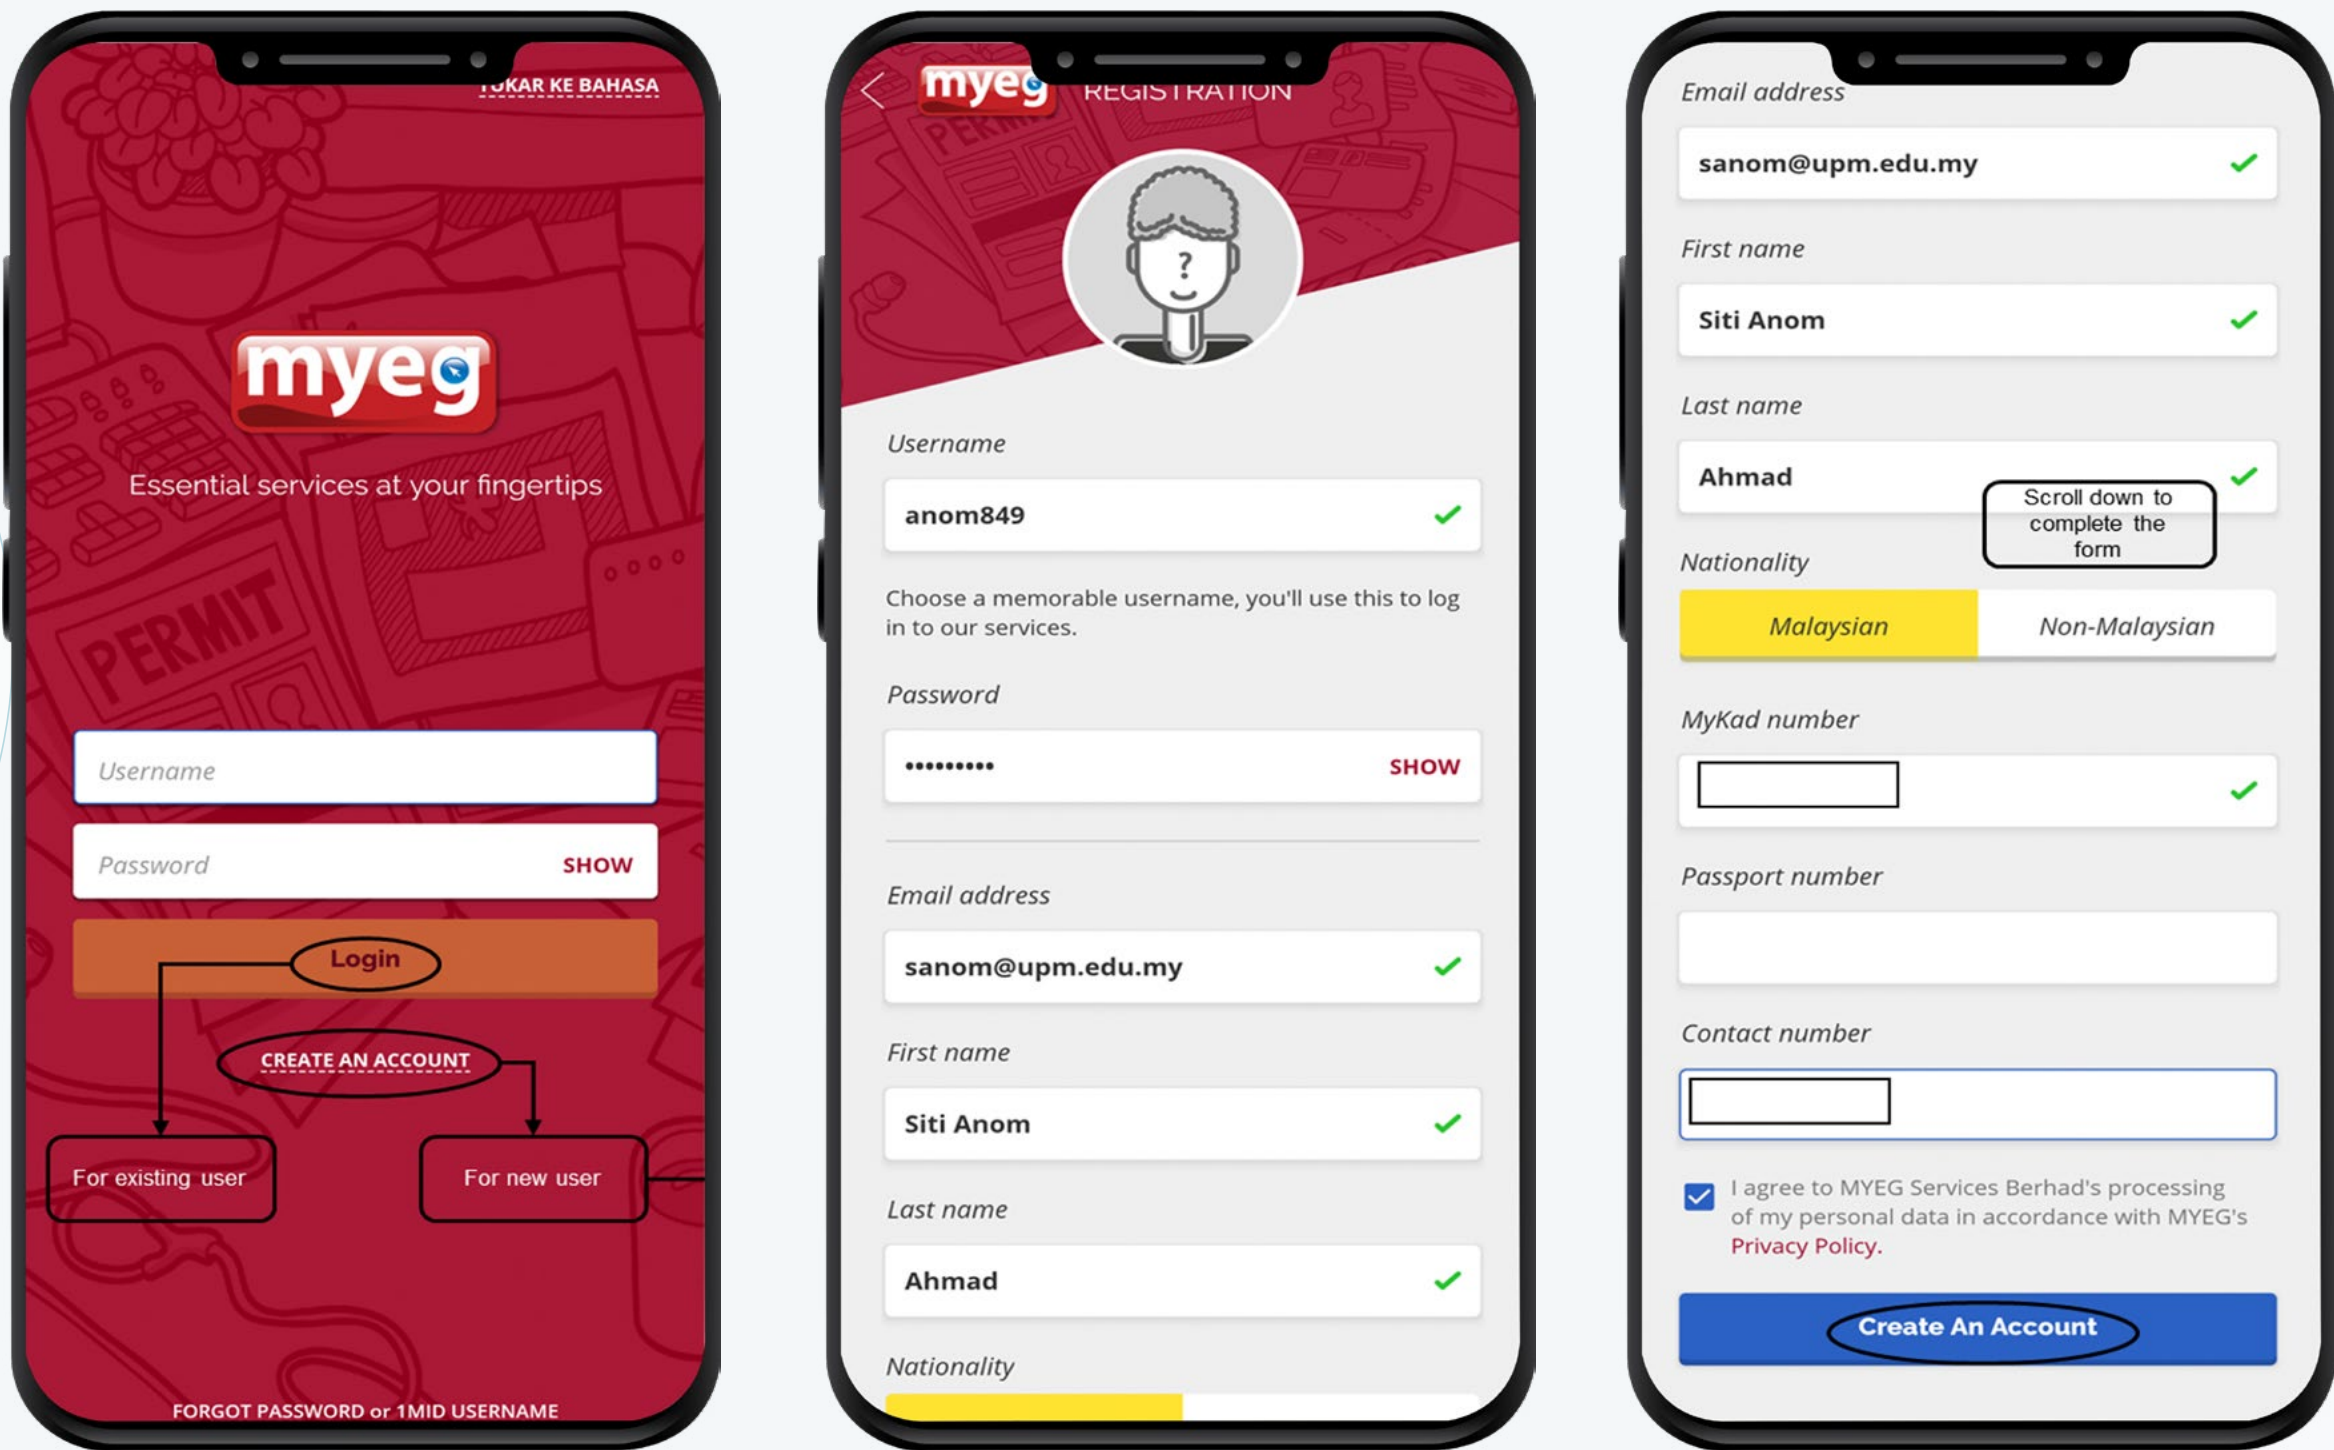 TUKAR KE BAHASA
PERMIT
myeg
Essential services at your fingertips
Username
Password
SHOW
Login
CREATE AN ACCOUNT
For existing user
For new user
FORGOT PASSWORD or 1MID USERNAME
myeg
REGISTRATION
PERMIT
?
Username
anom849
Choose a memorable username, you'll use this to log
in to our services.
Password
•••••••••
SHOW
Email address
sanom@upm.edu.my
First name
Siti Anom
Last name
Ahmad
Nationality
Email address
sanom@upm.edu.my
First name
Siti Anom
Last name
Ahmad
Scroll down to
complete the
form
Nationality
Malaysian
Non-Malaysian
MyKad number
Passport number
Contact number
I agree to MYEG Services Berhad's processing
of my personal data in accordance with MYEG's
Privacy Policy.
Create An Account